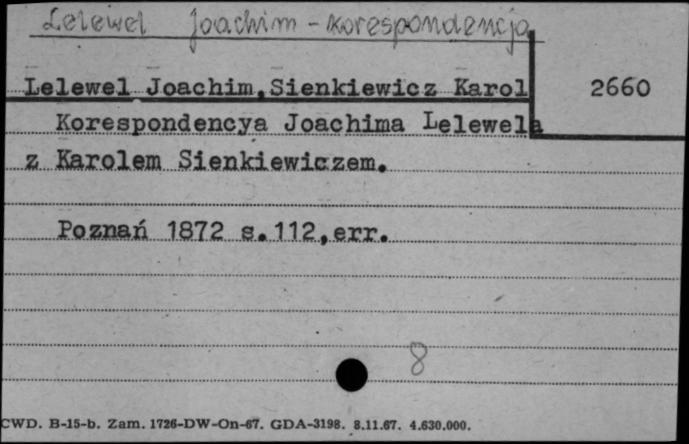 Lelewel Joachim - korespondencja
Lelewel Joachim,Sienkiewicz Karol
2660
Korespondencya Joachima Lelewela
z Karolem Sienkiewiczem.
Poznań 1872 s.112,err.
8
CWD. B-15-b. Zam. 1726-DW-On-67. GDA-3198. 8.11.67. 4.630.000.